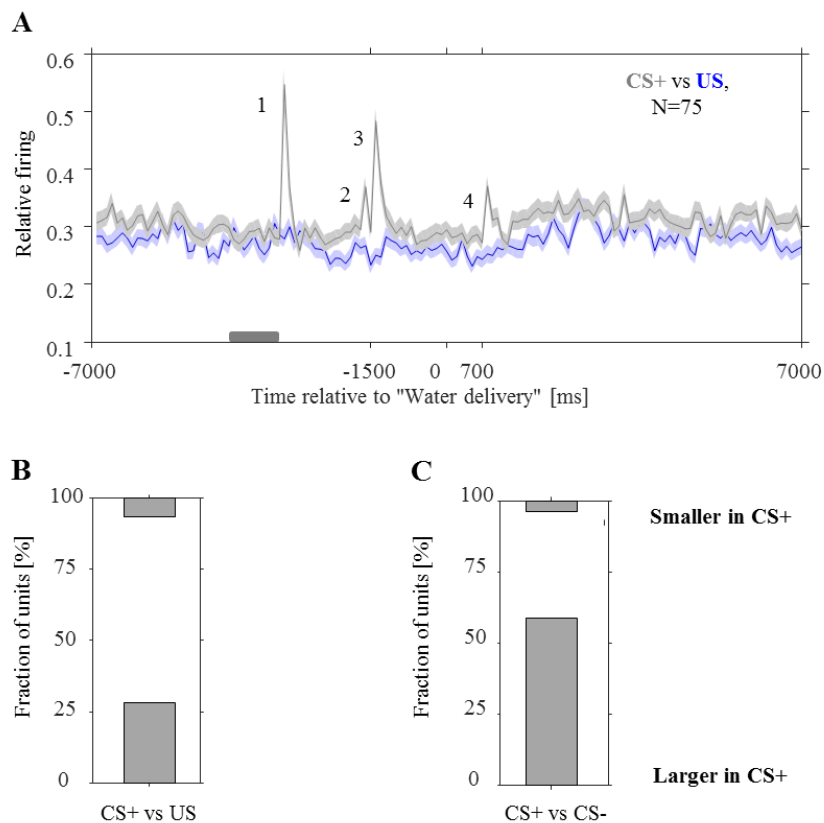 A
Relative firing
0.6
0.5
0.4
0.3
0.2
0.1
1
2
3
4
CS+ vs US,
N=75
-7000
-1500
0
700
7000
Time relative to "Water delivery" [ms]
B
Fraction of units [%]
100
75
50
25
0
CS+ vs US
C
Fraction of units [%]
100
75
50
25
0
CS+ vs CS-
Smaller in CS+
Larger in CS+